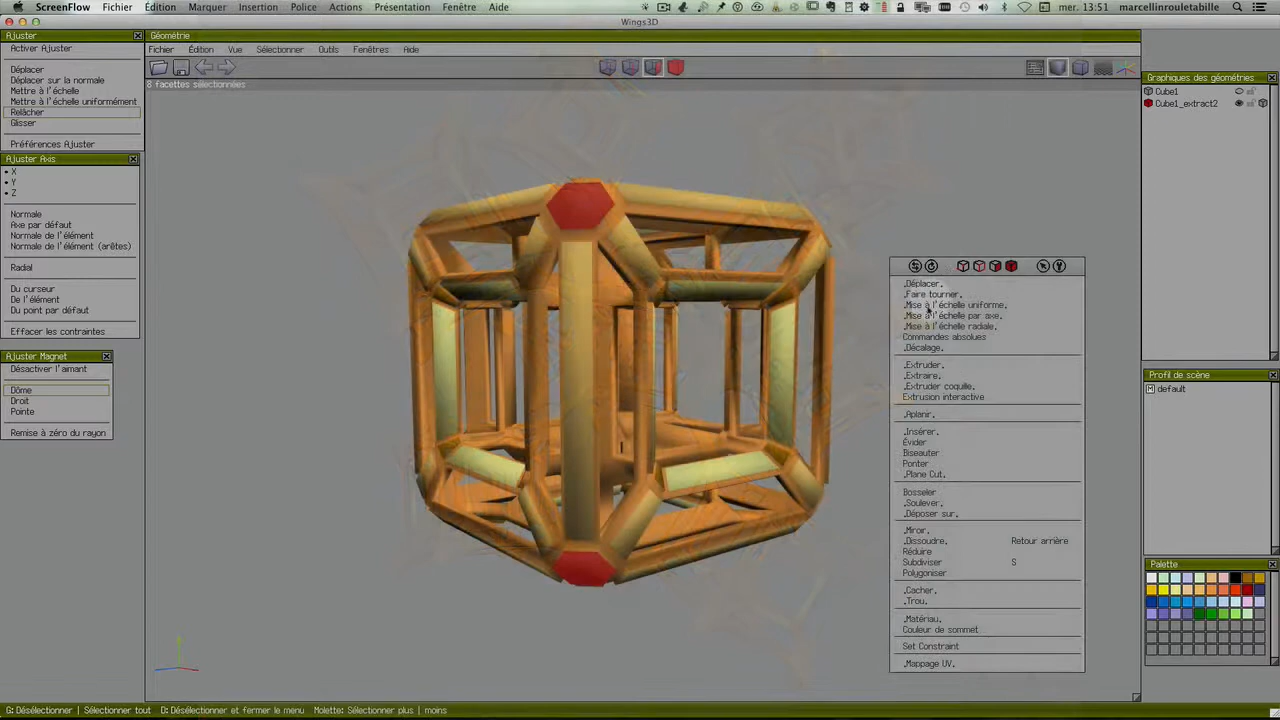 ScreenFlow Fichier Édition Marquer Insertion Police Actions Présentation Fenêtre Aide mer. 13:51 marcellinrouletabille
Wings3D
Ajuster
Activer Ajuster
Déplacer
Déplacer sur la normale
Mettre à l'échelle
Mettre à l'échelle uniformément
Relâcher
Glisser
Préférences Ajuster
Ajuster Axis
X
Y
Z
Normale
Axe par défaut
Normale de l'élément
Normale de l'élément (arêtes)
Radial
Du curseur
De l'élément
Du point par défaut
Effacer les contraintes
Ajuster Magnet
Désactiver l'aimant
Dôme
Droit
Pointe
Remise à zéro du rayon
Géométrie
Fichier Édition Vue Sélectionner Outils Fenêtres Aide
8 facettes sélectionnées
.Déplacer.
.Faire tourner.
.Mise à l'échelle uniforme.
.Mise à l'échelle par axe.
.Mise à l'échelle radiale.
Commandes absolues
.Décalage.
.Extruder.
.Extraire.
.Extruder coquille.
Extrusion interactive
.Aplanir.
.Insérer.
Évider
Biseauter
Ponter
.Plane Cut.
Bosseler
.Soulever.
.Déposer sur.
.Miroir.
.Dissoudre. Retour arrière
Réduire
Subdiviser S
Polygoniser
.Cacher.
.Trou.
.Matériau.
Couleur de sommet
Set Constraint
.Mappage UV.
Graphiques des géométries
Cube1
Cube1_extract2
Profil de scène
M default
Palette
G: Désélectionner | Sélectionner tout D: Désélectionner et fermer le menu Molette: Sélectionner plus | moins